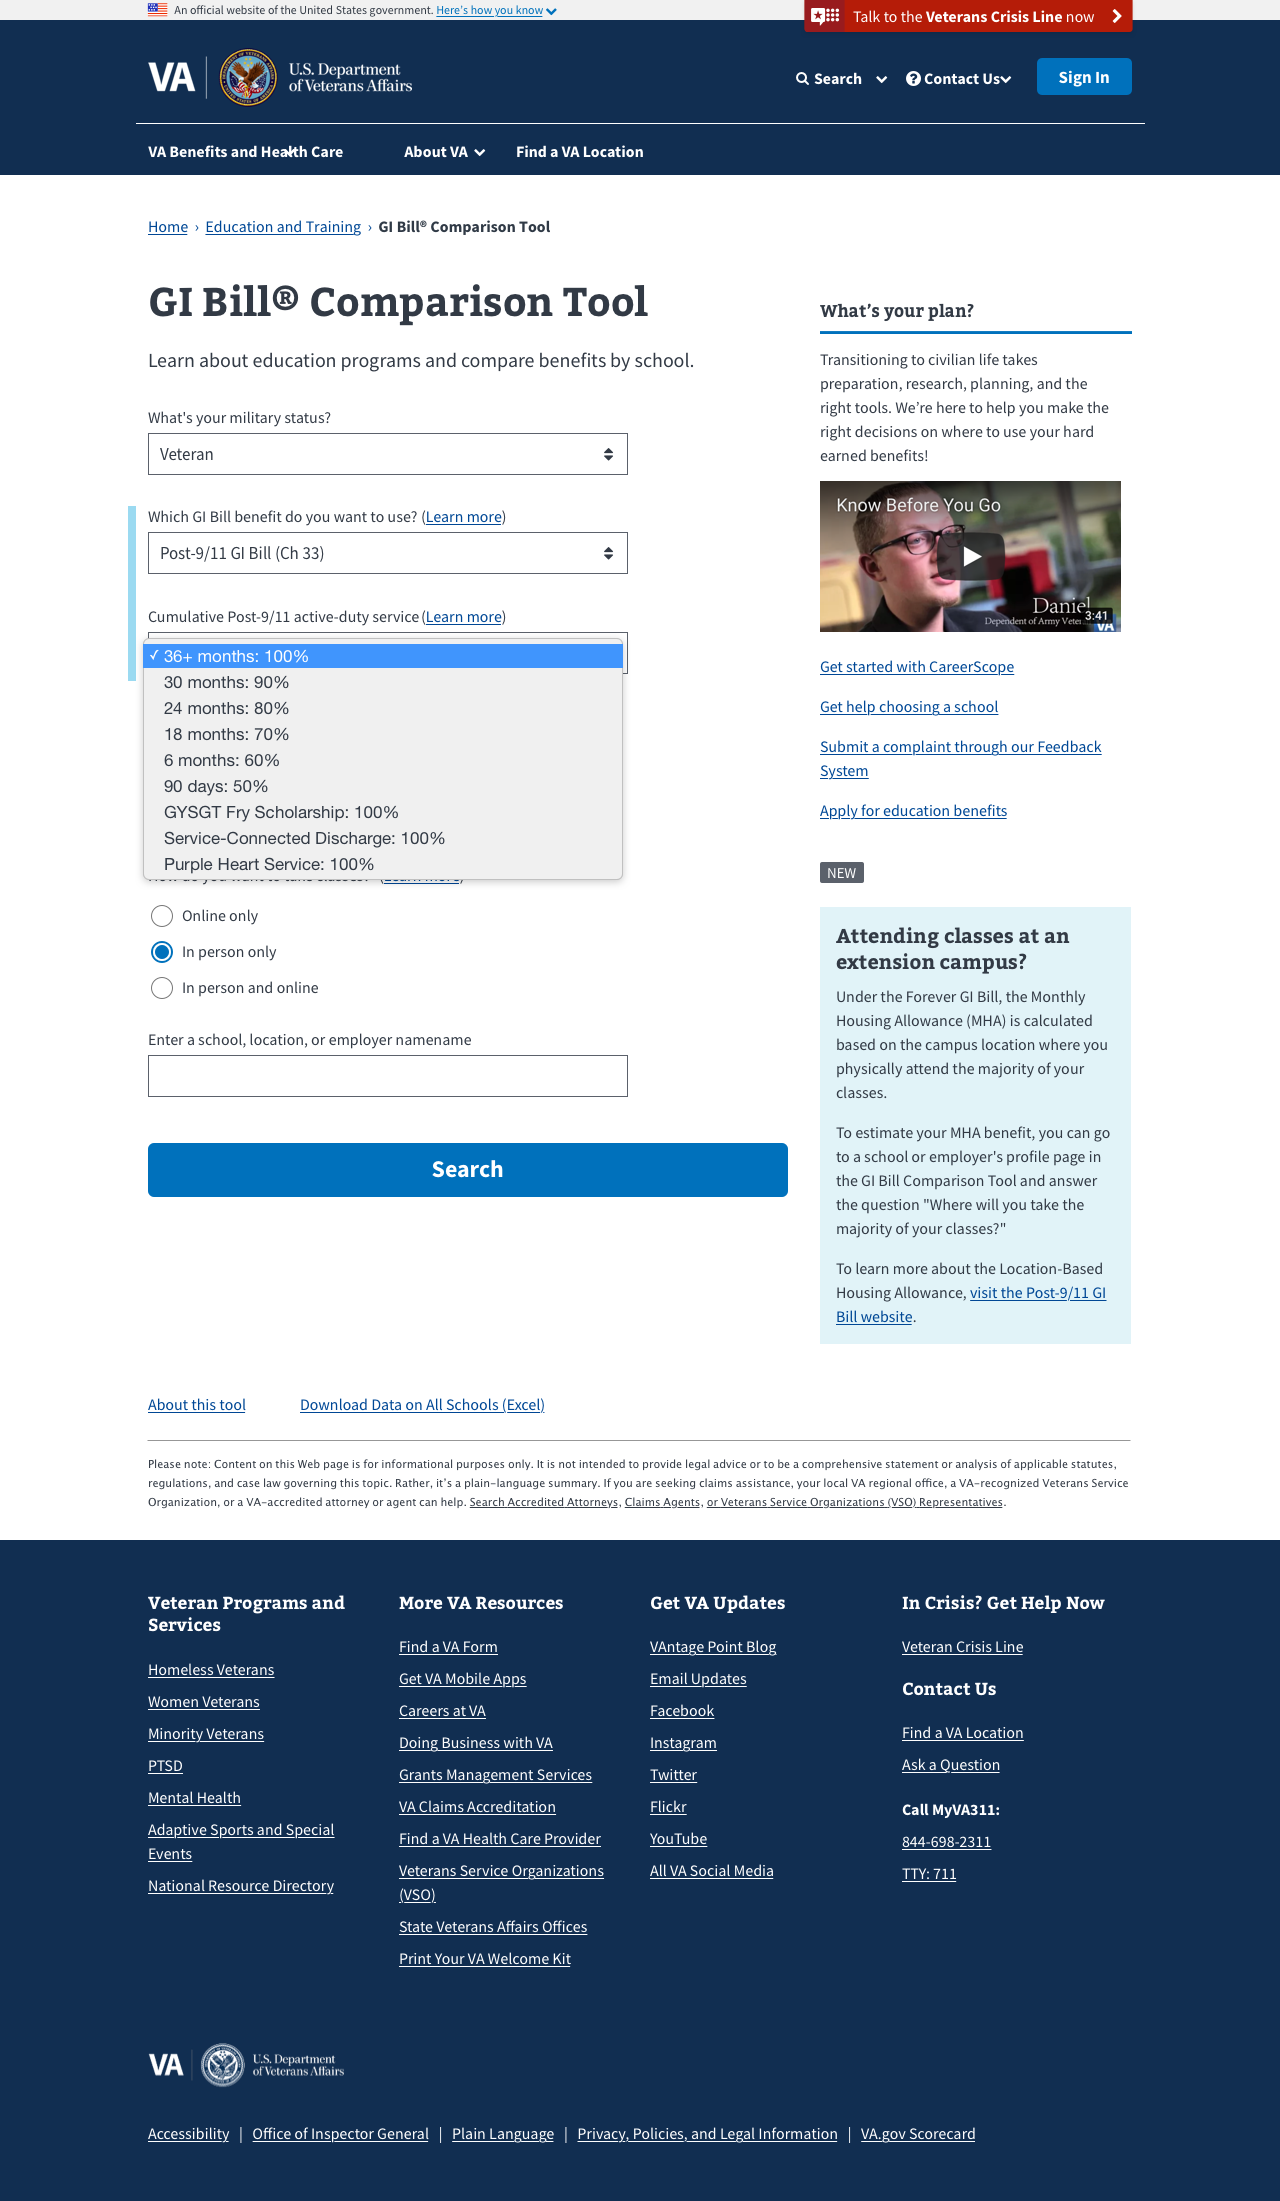 An official website of the United States government. Here's how you know
Talk to the Veterans Crisis Line now
VA
U.S. Department
of Veterans Affairs
Search
Contact Us
Sign In
VA Benefits and Health Care
About VA
Find a VA Location
Home › Education and Training › GI Bill® Comparison Tool
GI Bill® Comparison Tool
Learn about education programs and compare benefits by school.
What's your military status?
Veteran
Which GI Bill benefit do you want to use? (Learn more)
Post-9/11 GI Bill (Ch 33)
Cumulative Post-9/11 active-duty service (Learn more)
✓ 36+ months: 100%
30 months: 90%
24 months: 80%
18 months: 70%
6 months: 60%
90 days: 50%
GYSGT Fry Scholarship: 100%
Service-Connected Discharge: 100%
Purple Heart Service: 100%
Online only
In person only
In person and online
Enter a school, location, or employer namename
Search
What's your plan?
Transitioning to civilian life takes
preparation, research, planning, and the
right tools. We're here to help you make the
right decisions on where to use your hard
earned benefits!
Know Before You Go
Daniel
Dependent of Army Veter
3:41
VA
Get started with CareerScope
Get help choosing a school
Submit a complaint through our Feedback
System
Apply for education benefits
NEW
Attending classes at an
extension campus?
Under the Forever GI Bill, the Monthly
Housing Allowance (MHA) is calculated
based on the campus location where you
physically attend the majority of your
classes.
To estimate your MHA benefit, you can go
to a school or employer's profile page in
the GI Bill Comparison Tool and answer
the question "Where will you take the
majority of your classes?"
To learn more about the Location-Based
Housing Allowance, visit the Post-9/11 GI
Bill website.
About this tool
Download Data on All Schools (Excel)
Please note: Content on this Web page is for informational purposes only. It is not intended to provide legal advice or to be a comprehensive statement or analysis of applicable statutes,
regulations, and case law governing this topic. Rather, it's a plain-language summary. If you are seeking claims assistance, your local VA regional office, a VA-recognized Veterans Service
Organization, or a VA-accredited attorney or agent can help. Search Accredited Attorneys, Claims Agents, or Veterans Service Organizations (VSO) Representatives.
Veteran Programs and
Services
Homeless Veterans
Women Veterans
Minority Veterans
PTSD
Mental Health
Adaptive Sports and Special
Events
National Resource Directory
More VA Resources
Find a VA Form
Get VA Mobile Apps
Careers at VA
Doing Business with VA
Grants Management Services
VA Claims Accreditation
Find a VA Health Care Provider
Veterans Service Organizations
(VSO)
State Veterans Affairs Offices
Print Your VA Welcome Kit
Get VA Updates
VAntage Point Blog
Email Updates
Facebook
Instagram
Twitter
Flickr
YouTube
All VA Social Media
In Crisis? Get Help Now
Veteran Crisis Line
Contact Us
Find a VA Location
Ask a Question
Call MyVA311:
844-698-2311
TTY: 711
VA
U.S. Department
of Veterans Affairs
Accessibility | Office of Inspector General | Plain Language | Privacy, Policies, and Legal Information | VA.gov Scorecard